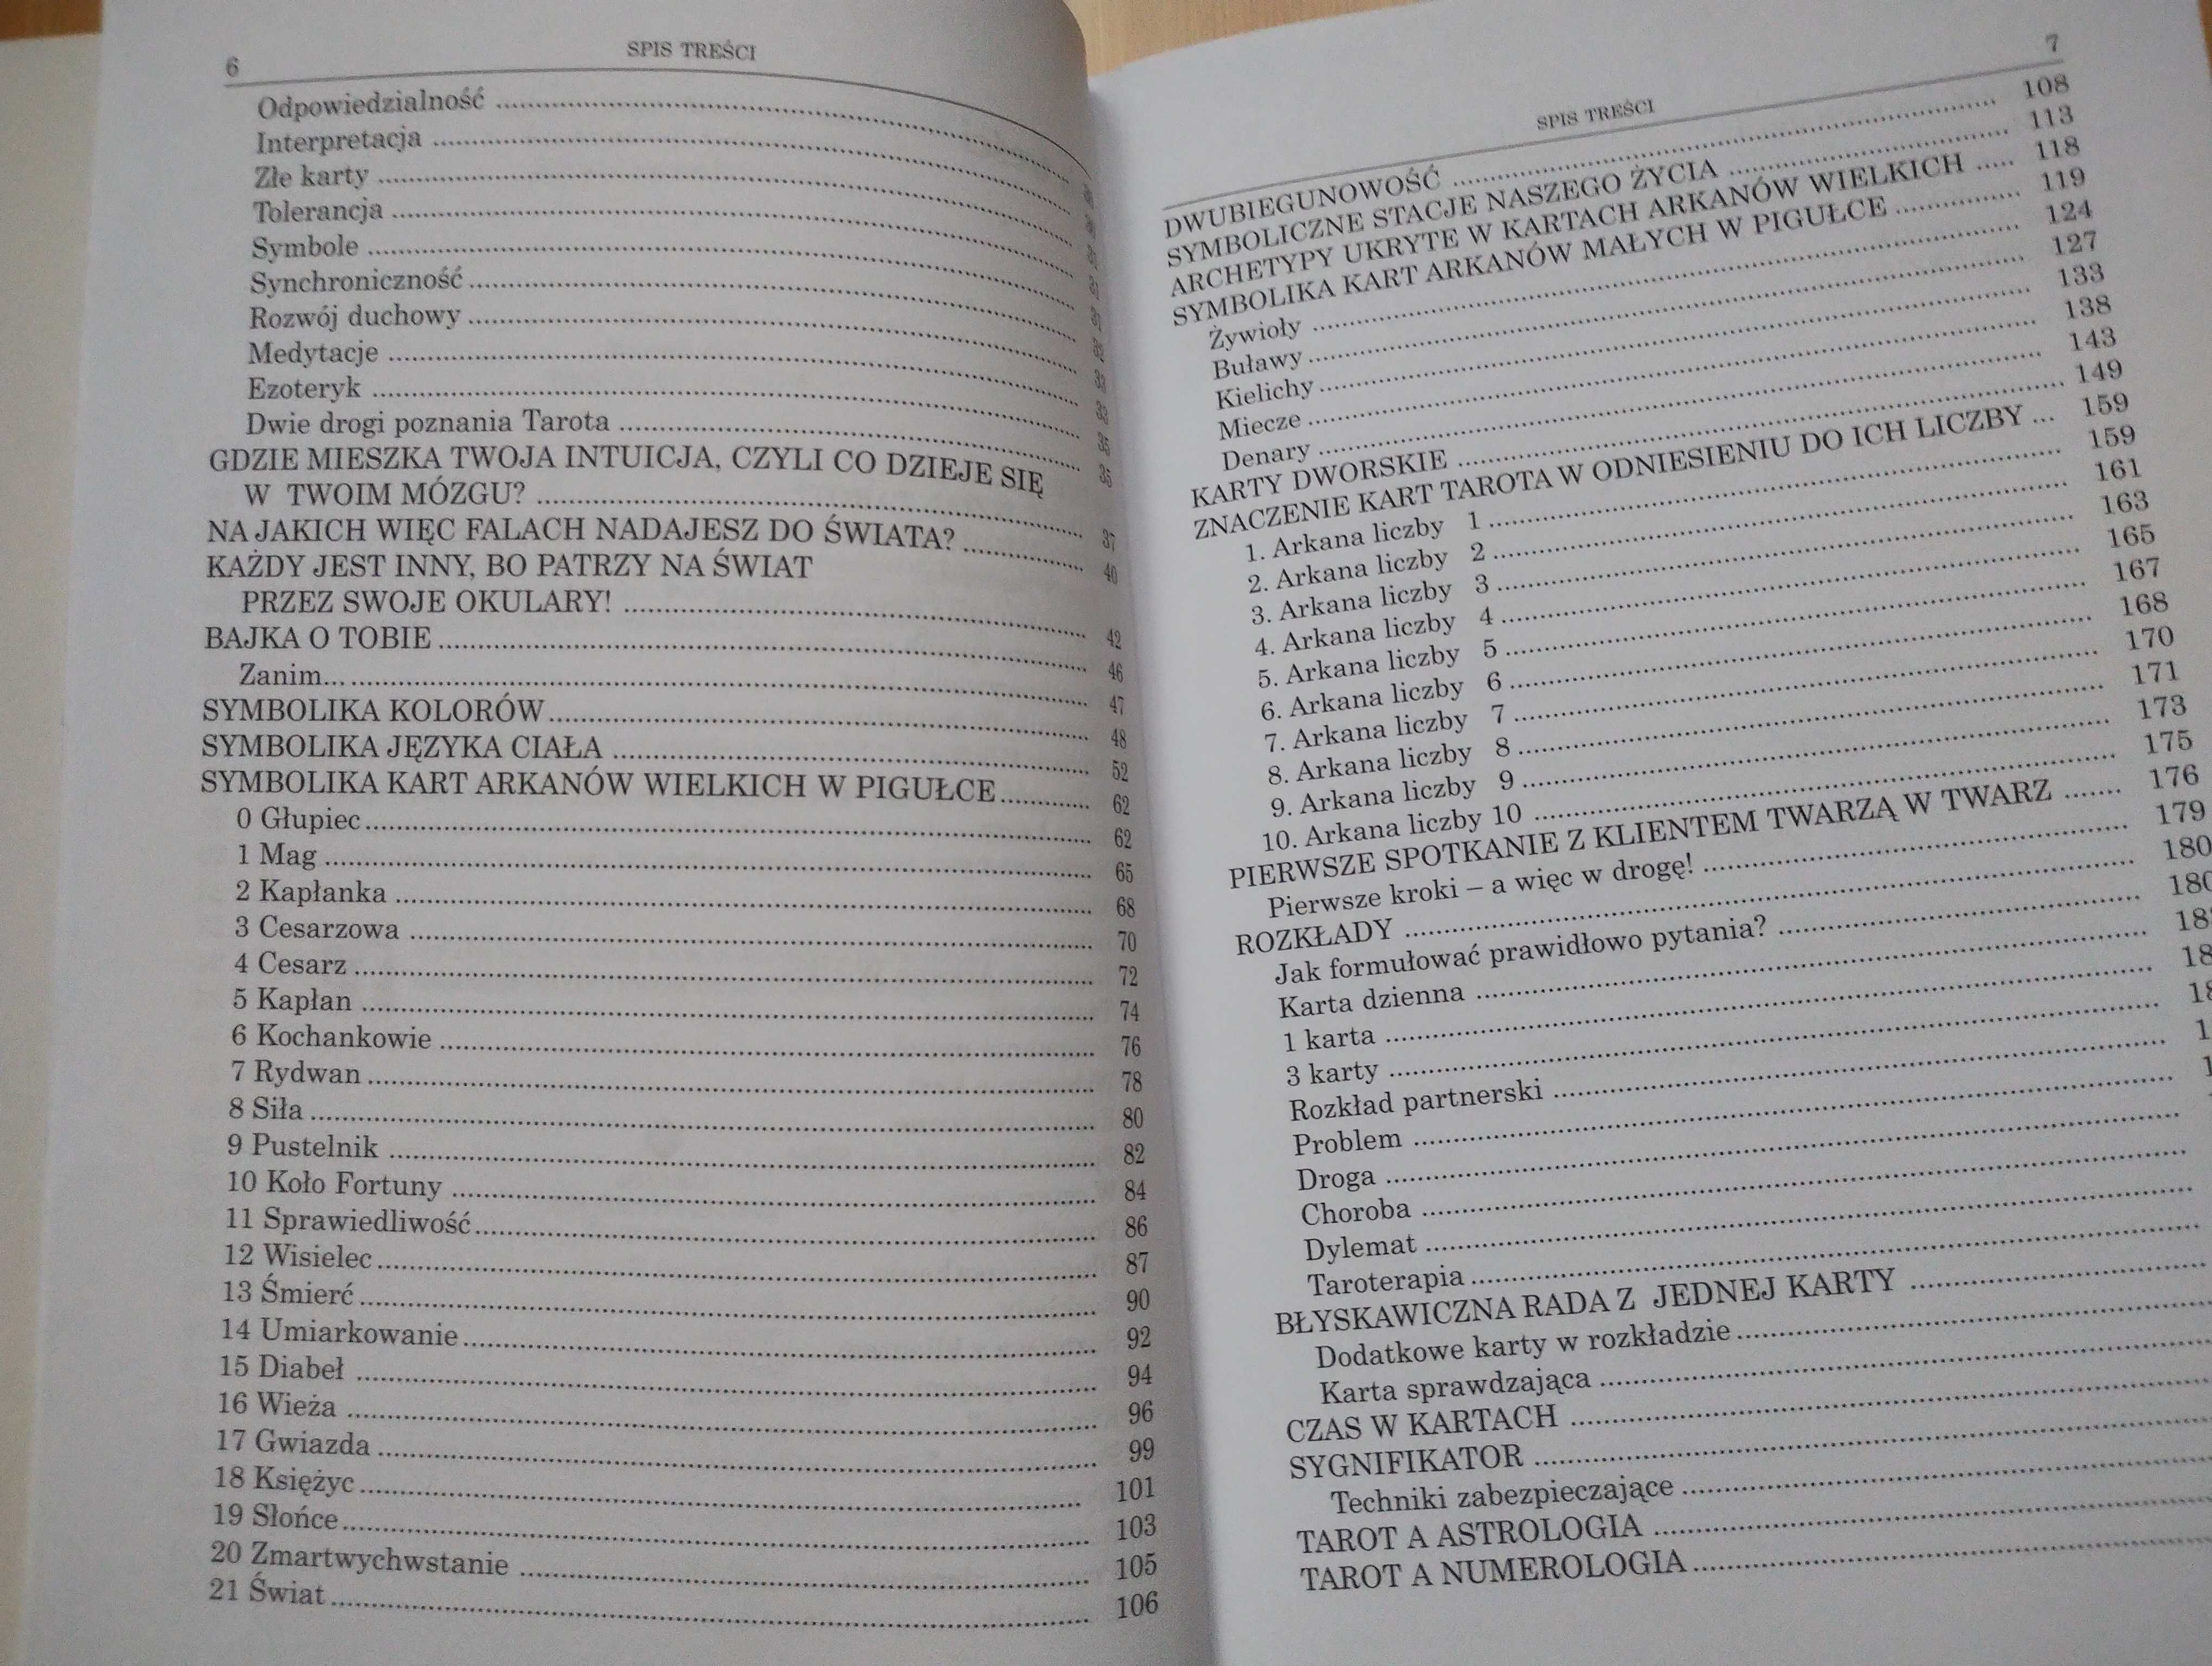 6
SPIS TREŚCI
Odpowiedzialność
Interpretacja
Złe karty
Tolerancja
Symbole
Synchroniczność
Rozwój duchowy
Medytacje ... 33
Ezoteryk ... 35
Dwie drogi poznania Tarota ... 35
GDZIE MIESZKA TWOJA INTUICJA, CZYLI CO DZIEJE SIĘ
W TWOIM MÓZGU? ... 37
NA JAKICH WIĘC FALACH NADAJESZ DO ŚWIATA? ... 40
KAŻDY JEST INNY, BO PATRZY NA ŚWIAT
PRZEZ SWOJE OKULARY! ... 42
BAJKA O TOBIE ... 46
Zanim... ... 47
SYMBOLIKA KOLORÓW ... 48
SYMBOLIKA JĘZYKA CIAŁA ... 52
SYMBOLIKA KART ARKANÓW WIELKICH W PIGUŁCE ... 62
0 Głupiec ... 62
1 Mag ... 65
2 Kapłanka ... 68
3 Cesarzowa ... 70
4 Cesarz ... 72
5 Kapłan ... 74
6 Kochankowie ... 76
7 Rydwan ... 78
8 Siła ... 80
9 Pustelnik ... 82
10 Koło Fortuny ... 84
11 Sprawiedliwość ... 86
12 Wisielec ... 87
13 Śmierć ... 90
14 Umiarkowanie ... 92
15 Diabeł ... 94
16 Wieża ... 96
17 Gwiazda ... 99
18 Księżyc ... 101
19 Słońce ... 103
20 Zmartwychwstanie ... 105
21 Świat ... 106
SPIS TREŚCI
7
DWUBIEGUNOWOŚĆ ... 108
SYMBOLICZNE STACJE NASZEGO ŻYCIA ... 113
ARCHETYPY UKRYTE W KARTACH ARKANÓW WIELKICH ... 118
SYMBOLIKA KART ARKANÓW MAŁYCH W PIGUŁCE ... 119
Żywioły ... 124
Buławy ... 127
Kielichy ... 133
Miecze ... 138
Denary ... 143
KARTY DWORSKIE ... 149
ZNACZENIE KART TAROTA W ODNIESIENIU DO ICH LICZBY ... 159
1. Arkana liczby 1 ... 159
2. Arkana liczby 2 ... 161
3. Arkana liczby 3 ... 163
4. Arkana liczby 4 ... 165
5. Arkana liczby 5 ... 167
6. Arkana liczby 6 ... 168
7. Arkana liczby 7 ... 170
8. Arkana liczby 8 ... 171
9. Arkana liczby 9 ... 173
10. Arkana liczby 10 ... 175
PIERWSZE SPOTKANIE Z KLIENTEM TWARZĄ W TWARZ ... 176
Pierwsze kroki – a więc w drogę! ... 179
ROZKŁADY ... 180
Jak formułować prawidłowo pytania?
Karta dzienna
1 karta
3 karty
Rozkład partnerski
Problem
Droga
Choroba
Dylemat
Taroterapia
BŁYSKAWICZNA RADA Z JEDNEJ KARTY
Dodatkowe karty w rozkładzie
Karta sprawdzająca
CZAS W KARTACH
SYGNIFIKATOR
Techniki zabezpieczające
TAROT A ASTROLOGIA
TAROT A NUMEROLOGIA